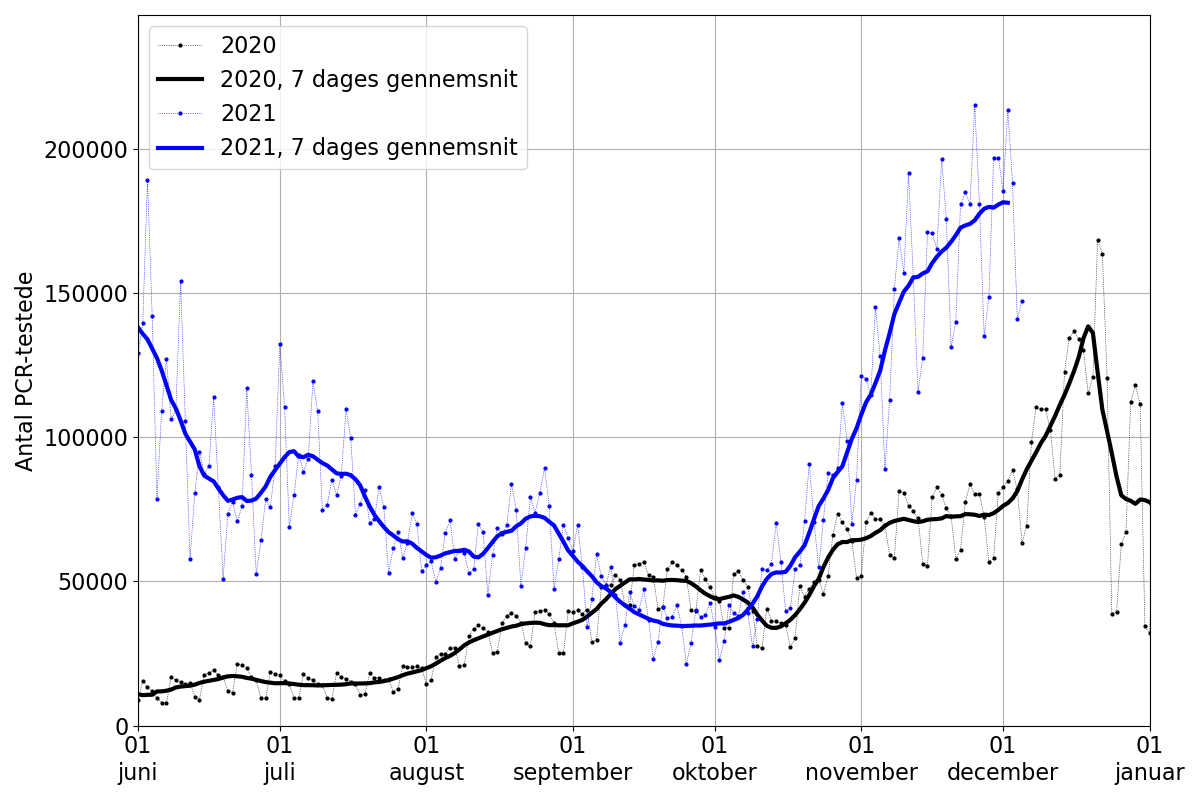 2020
2020, 7 dages gennemsnit
2021
2021, 7 dages gennemsnit
Antal PCR-testede
200000
150000
100000
50000
0
01 01 01 01 01 01 01 01
juni juli august september oktober november december januar